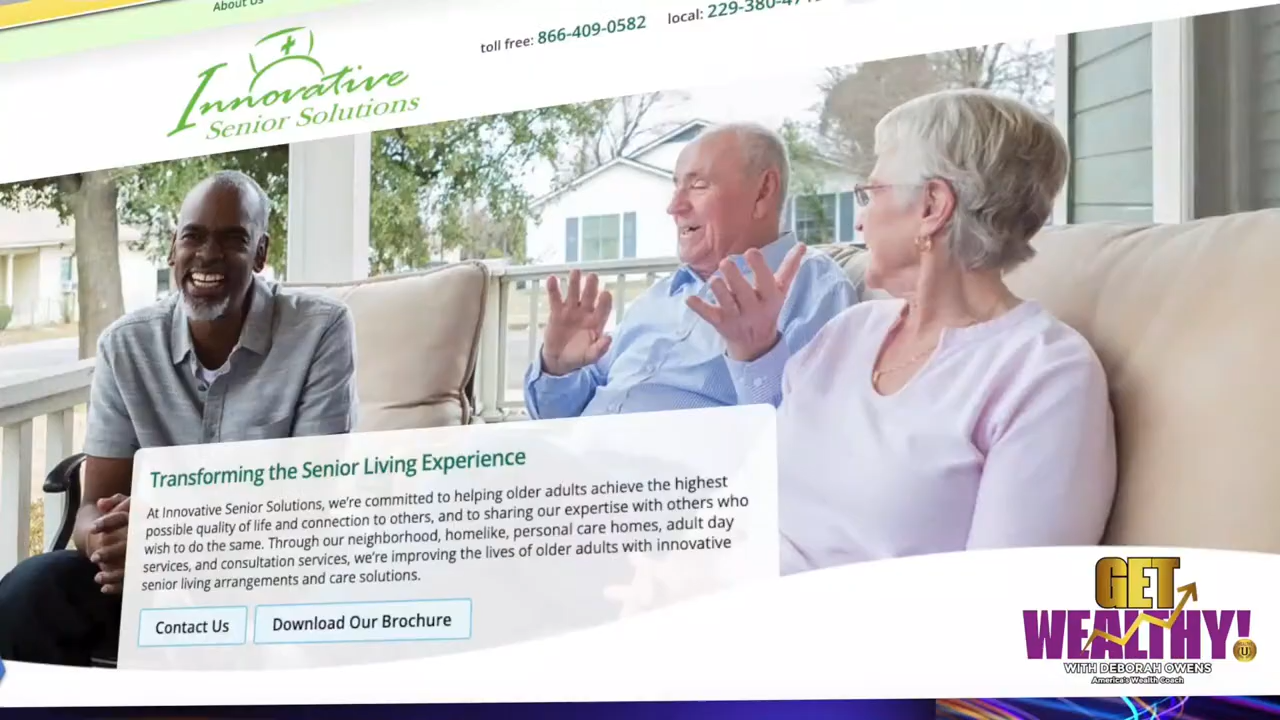 About Us
toll free: 866-409-0582 local: 229-380-
Innovative
Senior Solutions
Transforming the Senior Living Experience
At Innovative Senior Solutions, we're committed to helping older adults achieve the highest
possible quality of life and connection to others, and to sharing our expertise with others who
wish to do the same. Through our neighborhood, homelike, personal care homes, adult day
services, and consultation services, we're improving the lives of older adults with innovative
senior living arrangements and care solutions.
Contact Us
Download Our Brochure
GET
WEALTHY!
U
WITH DEBORAH OWENS
America's Wealth Coach